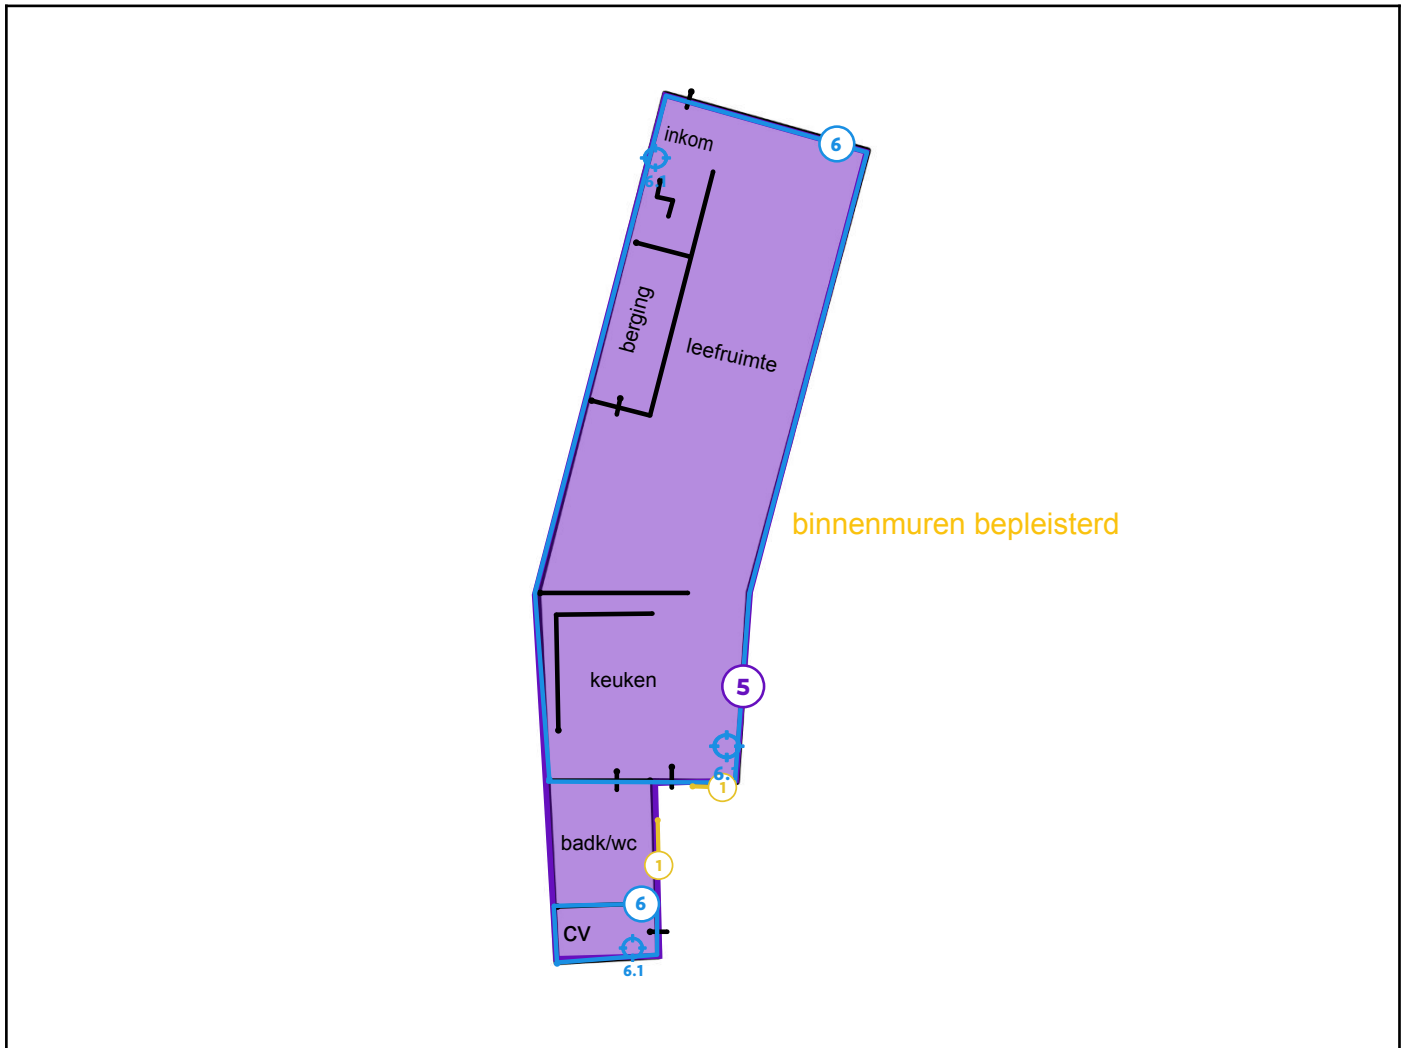 6
inkom
6.1
berging
leefruimte
binnenmuren bepleisterd
keuken
5
6.1
1
badk/wc
1
6
CV
6.1